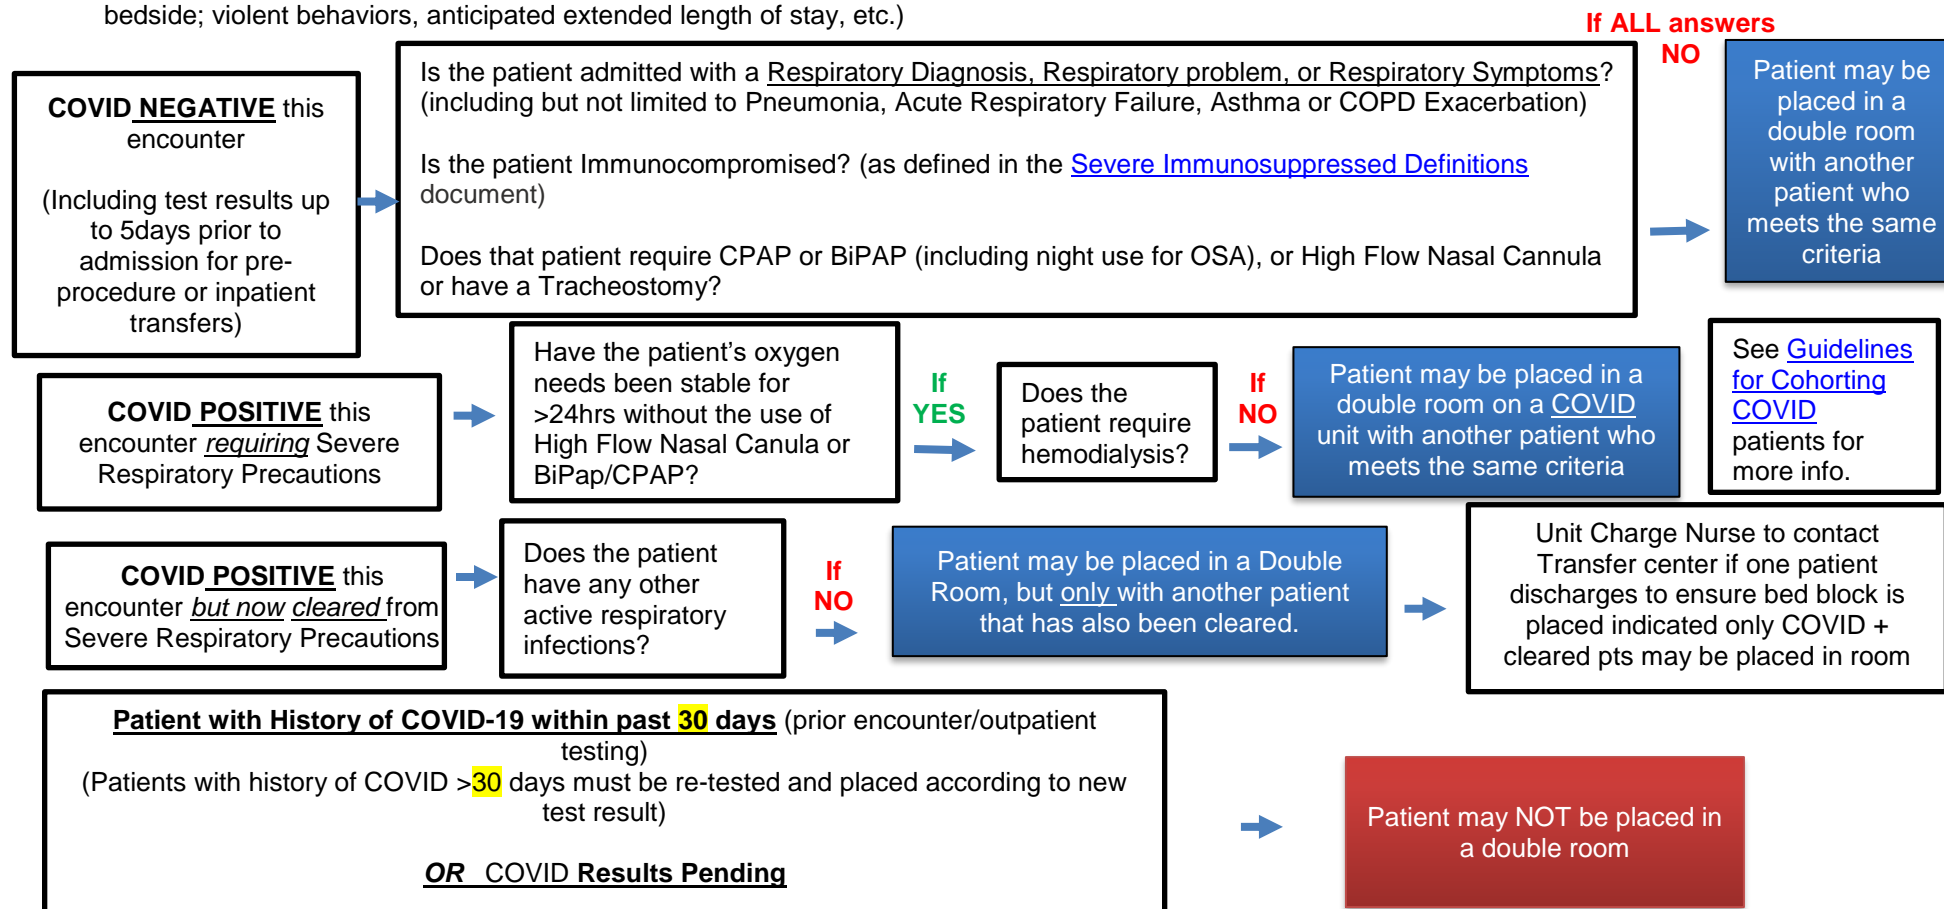 bedside; violent behaviors, anticipated extended length of stay, etc.)
If ALL answers
NO
COVID NEGATIVE this
encounter
(Including test results up
to 5days prior to
admission for pre-
procedure or inpatient
transfers)
Is the patient admitted with a Respiratory Diagnosis, Respiratory problem, or Respiratory Symptoms?
(including but not limited to Pneumonia, Acute Respiratory Failure, Asthma or COPD Exacerbation)
Is the patient Immunocompromised? (as defined in the Severe Immunosuppressed Definitions
document)
Does that patient require CPAP or BiPAP (including night use for OSA), or High Flow Nasal Cannula
or have a Tracheostomy?
Patient may be
placed in a
double room
with another
patient who
meets the same
criteria
COVID POSITIVE this
encounter requiring Severe
Respiratory Precautions
Have the patient’s oxygen
needs been stable for
>24hrs without the use of
High Flow Nasal Canula or
BiPap/CPAP?
If
YES
Does the
patient require
hemodialysis?
If
NO
Patient may be placed in a
double room on a COVID
unit with another patient who
meets the same criteria
See Guidelines
for Cohorting
COVID
patients for
more info.
COVID POSITIVE this
encounter but now cleared from
Severe Respiratory Precautions
Does the patient
have any other
active respiratory
infections?
If
NO
Patient may be placed in a Double
Room, but only with another patient
that has also been cleared.
Unit Charge Nurse to contact
Transfer center if one patient
discharges to ensure bed block is
placed indicated only COVID +
cleared pts may be placed in room
Patient with History of COVID-19 within past 30 days (prior encounter/outpatient
testing)
(Patients with history of COVID >30 days must be re-tested and placed according to new
test result)
OR COVID Results Pending
Patient may NOT be placed in
a double room